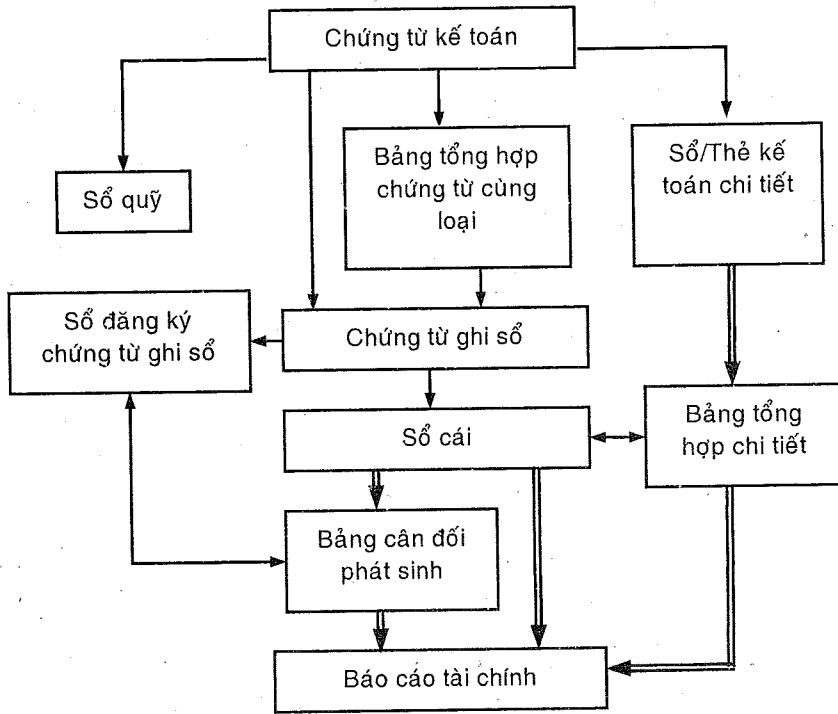 Chứng từ kế toán
Bảng tổng hợp
chứng từ cùng
loại
Sổ/Thẻ kế
toán chi tiết
Sổ quỹ
Sổ đăng ký
chứng từ ghi sổ
Chứng từ ghi sổ
Sổ cái
Bảng tổng
hợp chi tiết
Bảng cân đối
phát sinh
Báo cáo tài chính